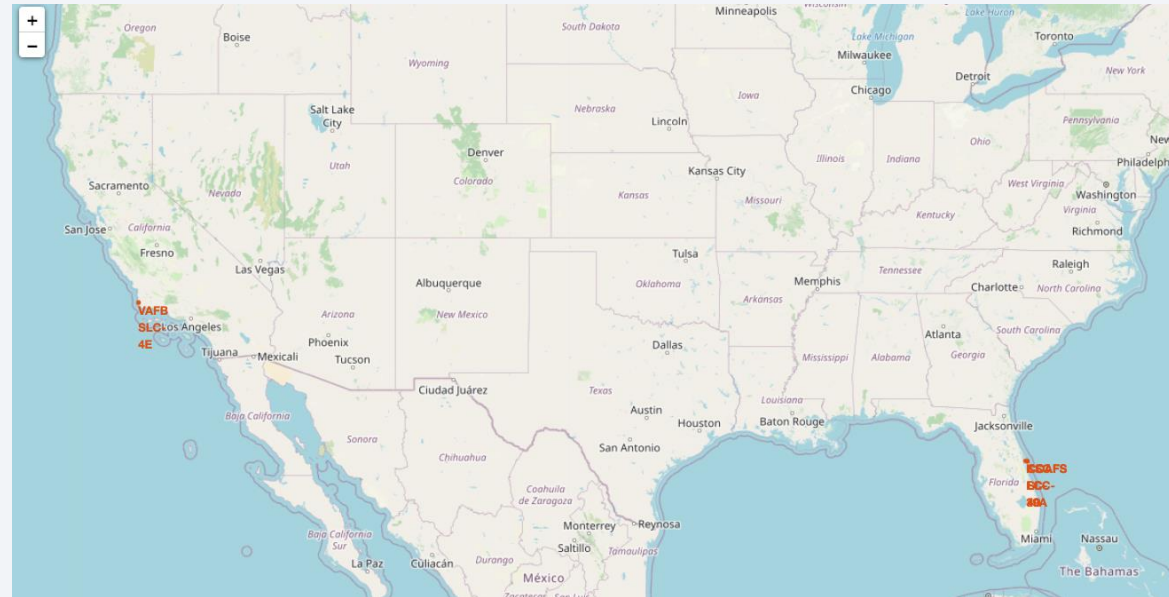 +
−
Oregon
Boise
South Dakota
Minneapolis
Wisconsin
Lake Huron
Toronto
Lake Michigan
Milwaukee
Wyoming
Detroit
New York
Chicago
Iowa
Nebraska
Salt Lake
City
Lincoln
Pennsylvania
Ohio
Utah
Denver
Illinois
Indiana
Philadelph
Colorado
Kansas City
Sacramento
Nevada
Kansas
Missouri
West Virginia
Washington
Virginia
San Jose
California
Kentucky
Richmond
Fresno
Tulsa
Las Vegas
Raleigh
Tennessee
Albuquerque
Oklahoma
Memphis
Charlotte
North Carolina
Arkansas
VAFB
SLC-
4E
Los Angeles
Arizona
New Mexico
South Carolina
Atlanta
Phoenix
Dallas
Tijuana
Mexicali
Tucson
Mississippi
Alabama
Georgia
Ciudad Juárez
Texas
Louisiana
Baja California
Austin
Houston
Baton Rouge
Jacksonville
Sonora
San Antonio
Chihuahua
Florida
Coahuila
de Zaragoza
Monterrey
Reynosa
Baja California
Sur
Saltillo
Tamaulipas
Miami
Nassau
La Paz
Culiacán
Durango
México
The Bahamas